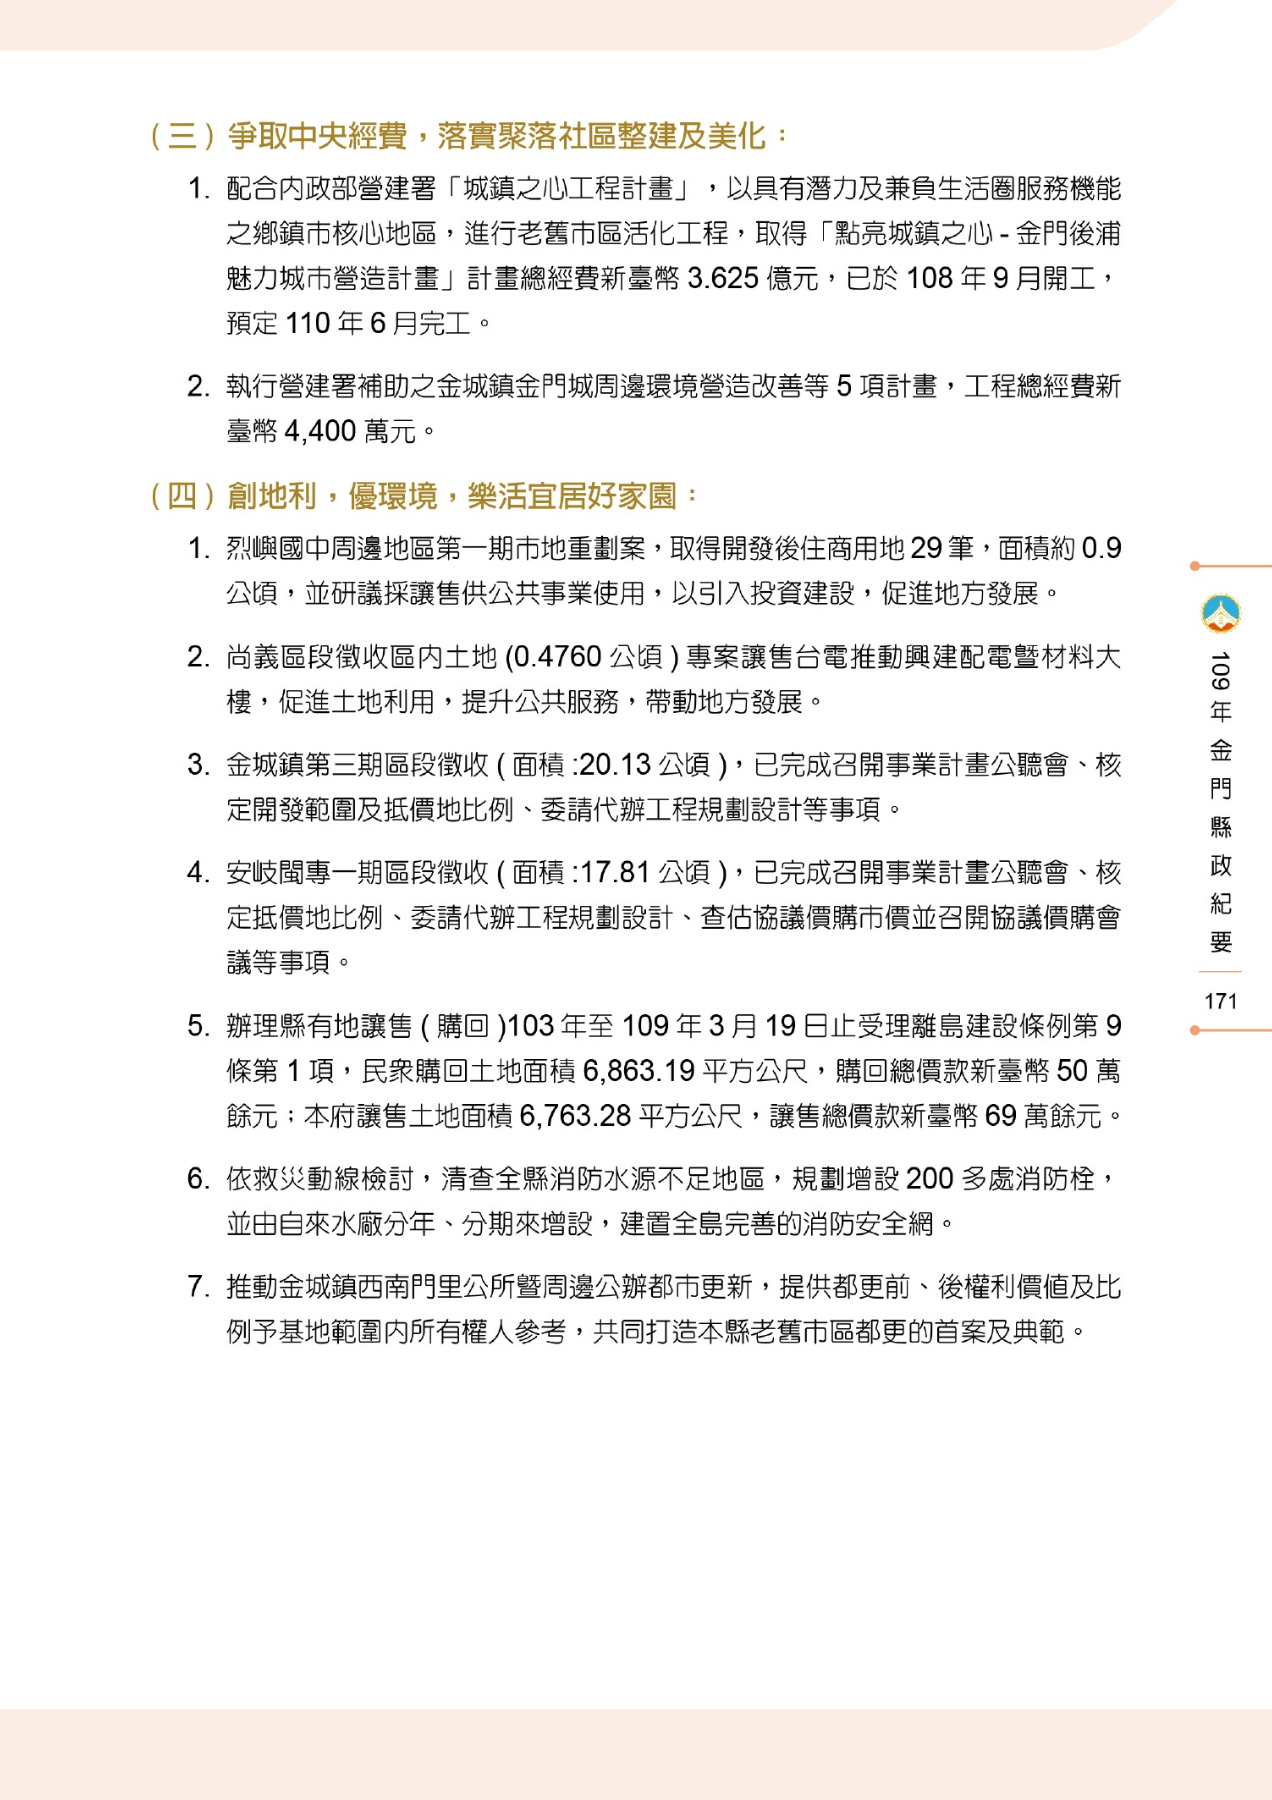 （三）爭取中央經費，落實聚落社區整建及美化：
1. 配合內政部營建署「城鎮之心工程計畫」，以具有潛力及兼負生活圈服務機能
之鄉鎮市核心地區，進行老舊市區活化工程，取得「點亮城鎮之心 - 金門後浦
魅力城市營造計畫」計畫總經費新臺幣 3.625 億元，已於 108 年 9 月開工，
預定 110 年 6 月完工。
2. 執行營建署補助之金城鎮金門城周邊環境營造改善等 5 項計畫，工程總經費新
臺幣 4,400 萬元。
（四）創地利，優環境，樂活宜居好家園：
1. 烈嶼國中周邊地區第一期市地重劃案，取得開發後住商用地 29 筆，面積約 0.9
公頃，並研議採讓售供公共事業使用，以引入投資建設，促進地方發展。
2. 尚義區段徵收區內土地 (0.4760 公頃 ) 專案讓售台電推動興建配電暨材料大
樓，促進土地利用，提升公共服務，帶動地方發展。
3. 金城鎮第三期區段徵收 ( 面積 :20.13 公頃 )，已完成召開事業計畫公聽會、核
定開發範圍及抵價地比例、委請代辦工程規劃設計等事項。
4. 安岐閩專一期區段徵收 ( 面積 :17.81 公頃 )，已完成召開事業計畫公聽會、核
定抵價地比例、委請代辦工程規劃設計、查估協議價購市價並召開協議價購會
議等事項。
5. 辦理縣有地讓售 ( 購回 )103 年至 109 年 3 月 19 日止受理離島建設條例第 9
條第 1 項，民眾購回土地面積 6,863.19 平方公尺，購回總價款新臺幣 50 萬
餘元；本府讓售土地面積 6,763.28 平方公尺，讓售總價款新臺幣 69 萬餘元。
6. 依救災動線檢討，清查全縣消防水源不足地區，規劃增設 200 多處消防栓，
並由自來水廠分年、分期來增設，建置全島完善的消防安全網。
7. 推動金城鎮西南門里公所暨周邊公辦都市更新，提供都更前、後權利價值及比
例予基地範圍內所有權人參考，共同打造本縣老舊市區都更的首案及典範。
109年金門縣政紀要
171